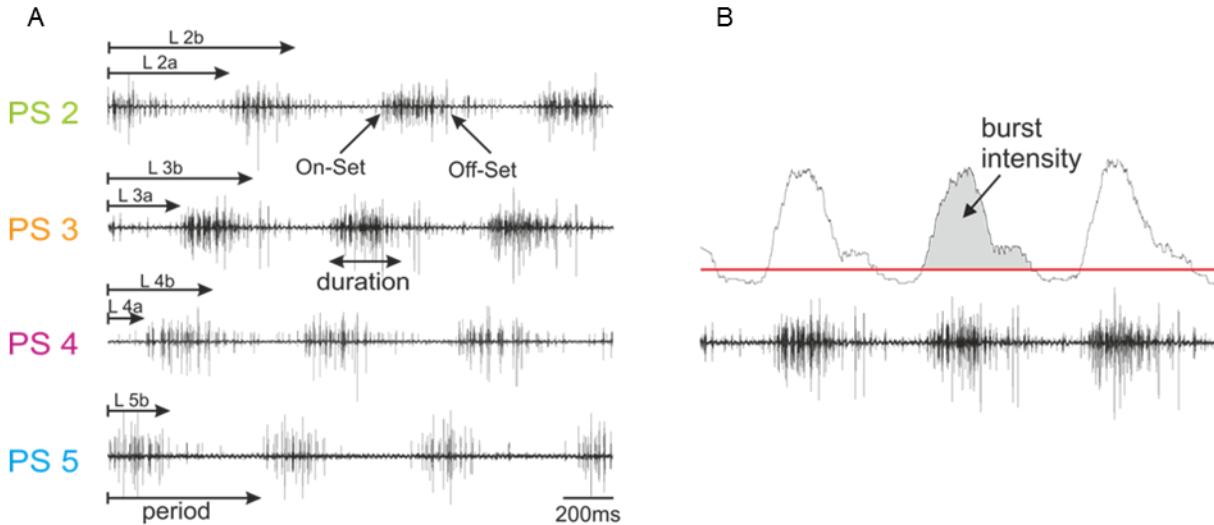 A
L 2b
L 2a
PS 2
On-Set
Off-Set
L 3b
L 3a
PS 3
duration
L 4b
L 4a
PS 4
L 5b
PS 5
period
200ms
B
burst
intensity